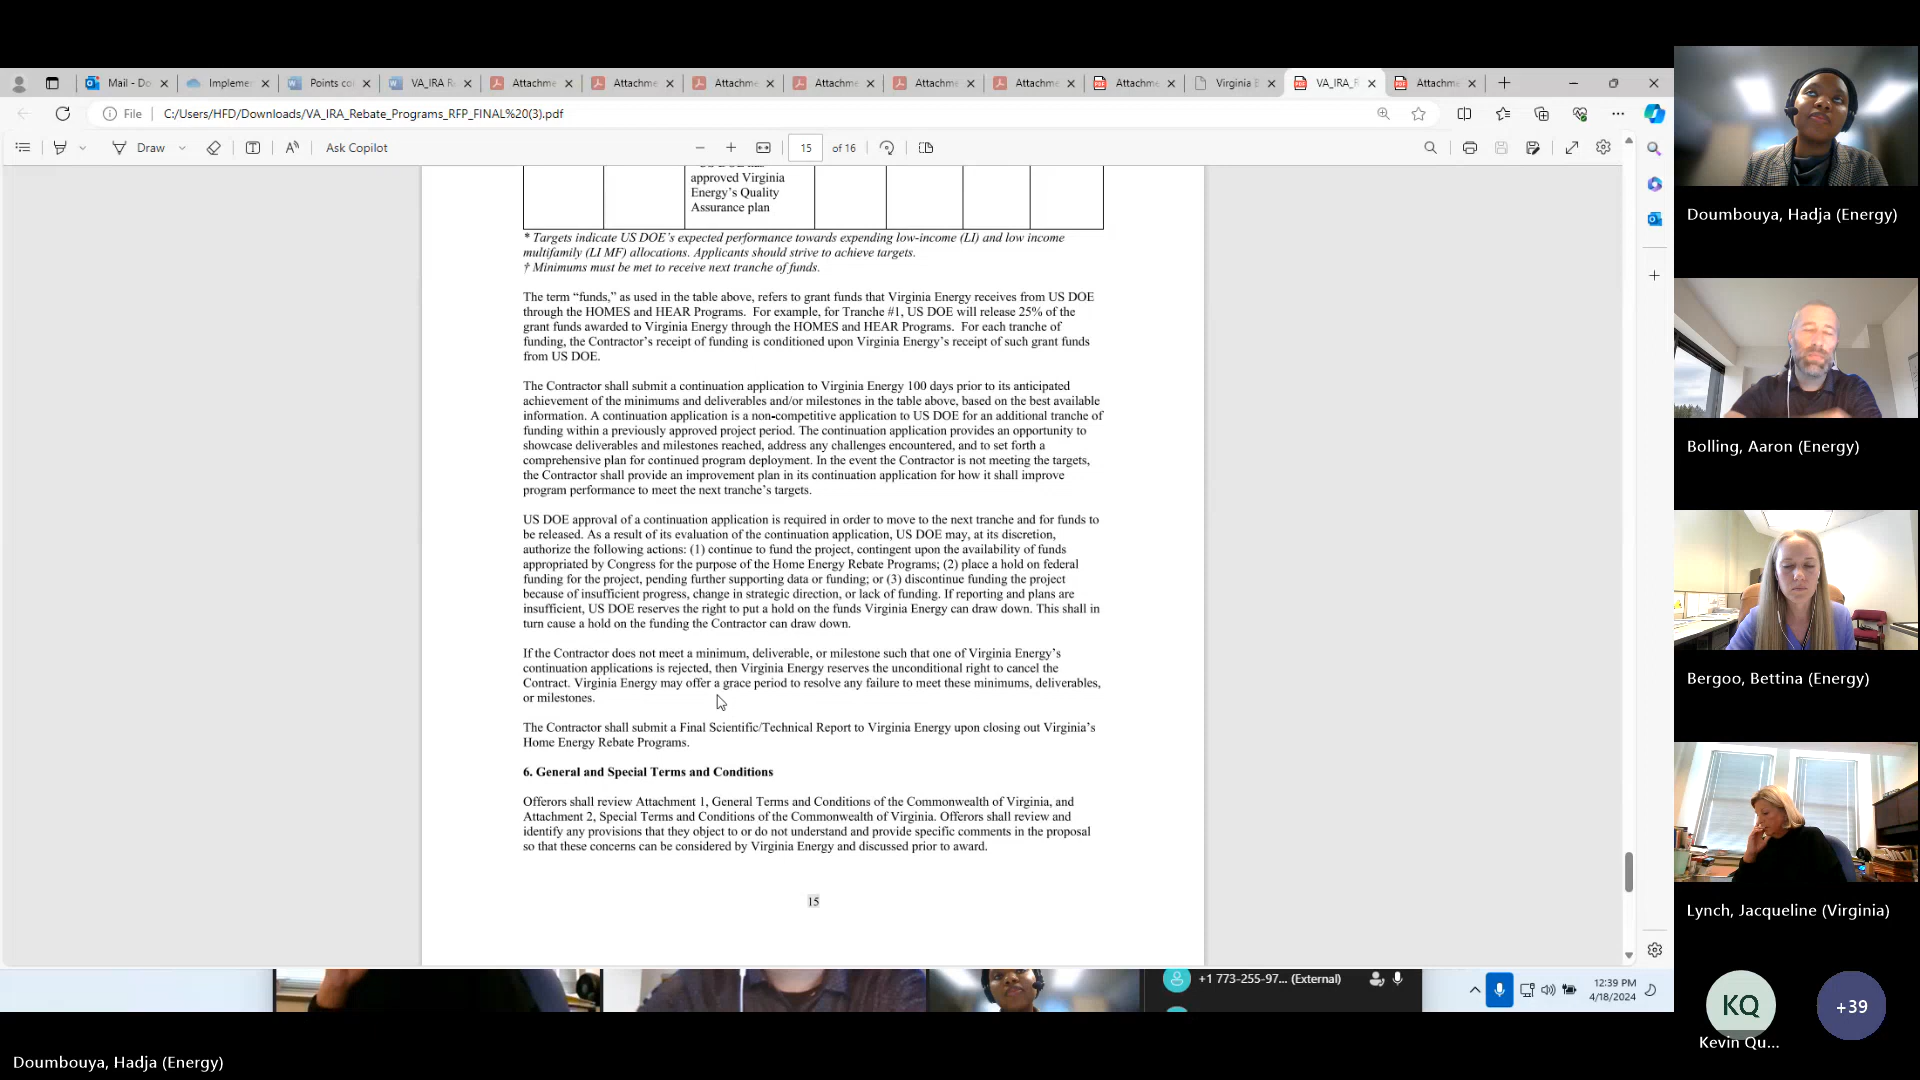 Mail - Do
Implemen
Points co
VA_IRA R
Attachme
Attachme
Attachme
Attachme
Attachme
Attachme
Attachme
Virginia E
VA_IRA_F
Attachme
File
C:/Users/HFD/Downloads/VA_IRA_Rebate_Programs_RFP_FINAL%20(3).pdf
Draw
Ask Copilot
15
of 16
approved Virginia
Energy's Quality
Assurance plan
* Targets indicate US DOE's expected performance towards expending low-income (LI) and low income
multifamily (LI MF) allocations. Applicants should strive to achieve targets.
† Minimums must be met to receive next tranche of funds.
The term “funds,” as used in the table above, refers to grant funds that Virginia Energy receives from US DOE
through the HOMES and HEAR Programs. For example, for Tranche #1, US DOE will release 25% of the
grant funds awarded to Virginia Energy through the HOMES and HEAR Programs. For each tranche of
funding, the Contractor's receipt of funding is conditioned upon Virginia Energy's receipt of such grant funds
from US DOE.
The Contractor shall submit a continuation application to Virginia Energy 100 days prior to its anticipated
achievement of the minimums and deliverables and/or milestones in the table above, based on the best available
information. A continuation application is a non-competitive application to US DOE for an additional tranche of
funding within a previously approved project period. The continuation application provides an opportunity to
showcase deliverables and milestones reached, address any challenges encountered, and to set forth a
comprehensive plan for continued program deployment. In the event the Contractor is not meeting the targets,
the Contractor shall provide an improvement plan in its continuation application for how it shall improve
program performance to meet the next tranche's targets.
US DOE approval of a continuation application is required in order to move to the next tranche and for funds to
be released. As a result of its evaluation of the continuation application, US DOE may, at its discretion,
authorize the following actions: (1) continue to fund the project, contingent upon the availability of funds
appropriated by Congress for the purpose of the Home Energy Rebate Programs; (2) place a hold on federal
funding for the project, pending further supporting data or funding; or (3) discontinue funding the project
because of insufficient progress, change in strategic direction, or lack of funding. If reporting and plans are
insufficient, US DOE reserves the right to put a hold on the funds Virginia Energy can draw down. This shall in
turn cause a hold on the funding the Contractor can draw down.
If the Contractor does not meet a minimum, deliverable, or milestone such that one of Virginia Energy's
continuation applications is rejected, then Virginia Energy reserves the unconditional right to cancel the
Contract. Virginia Energy may offer a grace period to resolve any failure to meet these minimums, deliverables,
or milestones.
The Contractor shall submit a Final Scientific/Technical Report to Virginia Energy upon closing out Virginia's
Home Energy Rebate Programs.
6. General and Special Terms and Conditions
Offerors shall review Attachment 1, General Terms and Conditions of the Commonwealth of Virginia, and
Attachment 2, Special Terms and Conditions of the Commonwealth of Virginia. Offerors shall review and
identify any provisions that they object to or do not understand and provide specific comments in the proposal
so that these concerns can be considered by Virginia Energy and discussed prior to award.
15
+1 773-255-97... (External)
12:39 PM
4/18/2024
Doumbouya, Hadja (Energy)
Bolling, Aaron (Energy)
Bergoo, Bettina (Energy)
Lynch, Jacqueline (Virginia)
KQ
+39
Kevin Qu...
Doumbouya, Hadja (Energy)